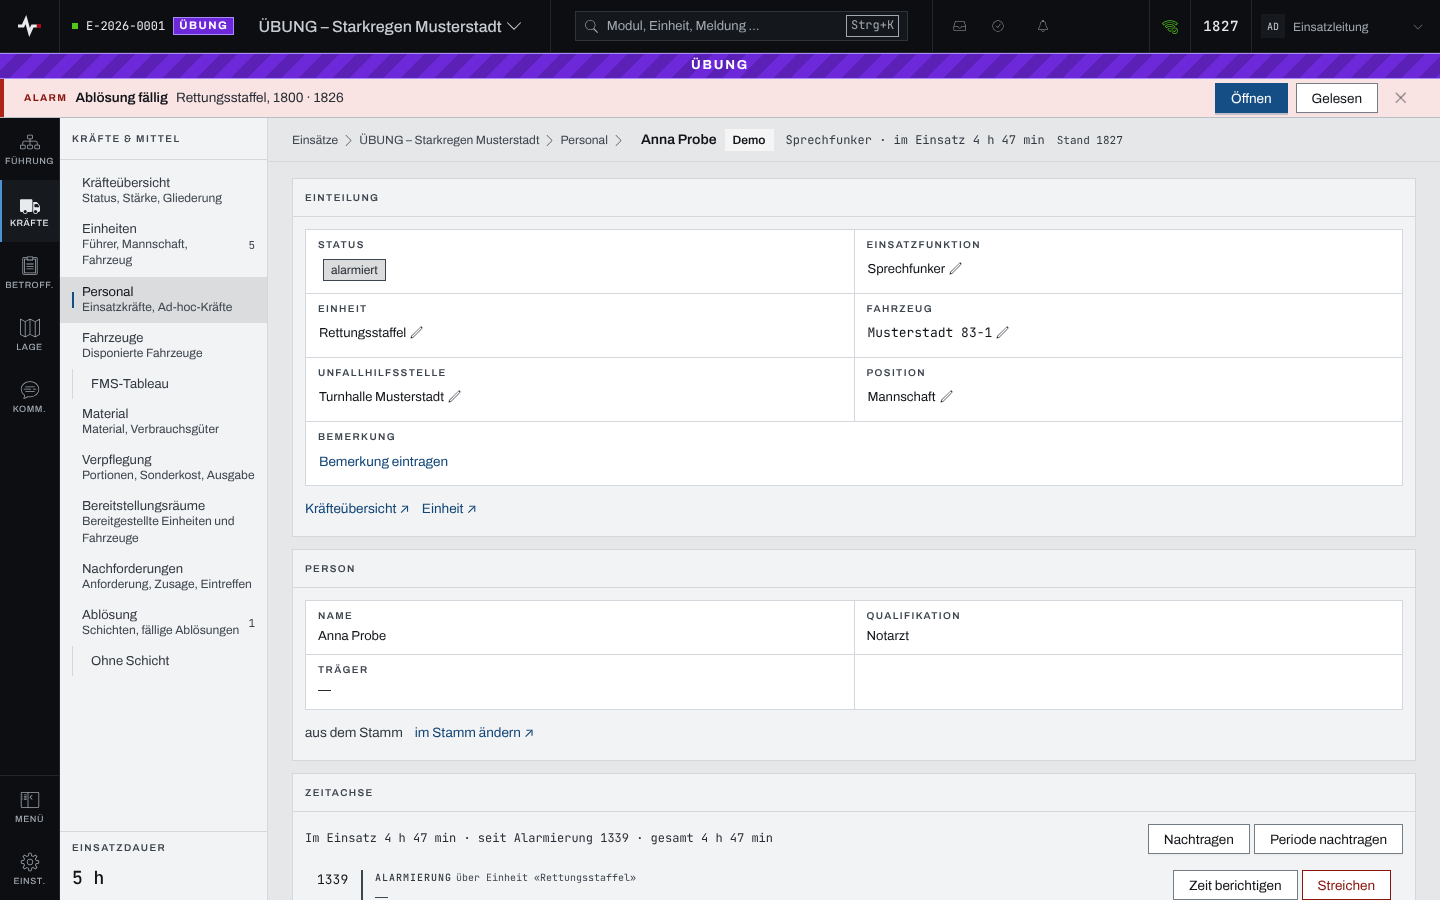 E-2026-0001 ÜBUNG ÜBUNG – Starkregen Musterstadt Modul, Einheit, Meldung ... Strg+K 1827 AD Einsatzleitung
ÜBUNG
ALARM Ablösung fällig Rettungsstaffel, 1800 · 1826 Öffnen Gelesen
FÜHRUNG
KRÄFTE
BETROFF.
LAGE
KOMM.
MENÜ
EINST.
KRÄFTE & MITTEL
Kräfteübersicht
Status, Stärke, Gliederung
Einheiten
Führer, Mannschaft,
Fahrzeug
5
Personal
Einsatzkräfte, Ad-hoc-Kräfte
Fahrzeuge
Disponierte Fahrzeuge
FMS-Tableau
Material
Material, Verbrauchsgüter
Verpflegung
Portionen, Sonderkost, Ausgabe
Bereitstellungsräume
Bereitgestellte Einheiten und
Fahrzeuge
Nachforderungen
Anforderung, Zusage, Eintreffen
Ablösung
Schichten, fällige Ablösungen
1
Ohne Schicht
EINSATZDAUER
5 h
Einsätze ÜBUNG – Starkregen Musterstadt Personal Anna Probe Demo Sprechfunker · im Einsatz 4 h 47 min Stand 1827
EINTEILUNG
STATUS
alarmiert
EINSATZFUNKTION
Sprechfunker
EINHEIT
Rettungsstaffel
FAHRZEUG
Musterstadt 83-1
UNFALLHILFSSTELLE
Turnhalle Musterstadt
POSITION
Mannschaft
BEMERKUNG
Bemerkung eintragen
Kräfteübersicht ↗ Einheit ↗
PERSON
NAME
Anna Probe
QUALIFIKATION
Notarzt
TRÄGER
—
aus dem Stamm im Stamm ändern ↗
ZEITACHSE
Im Einsatz 4 h 47 min · seit Alarmierung 1339 · gesamt 4 h 47 min Nachtragen Periode nachtragen
1339 ALARMIERUNG über Einheit «Rettungsstaffel» Zeit berichtigen Streichen
—